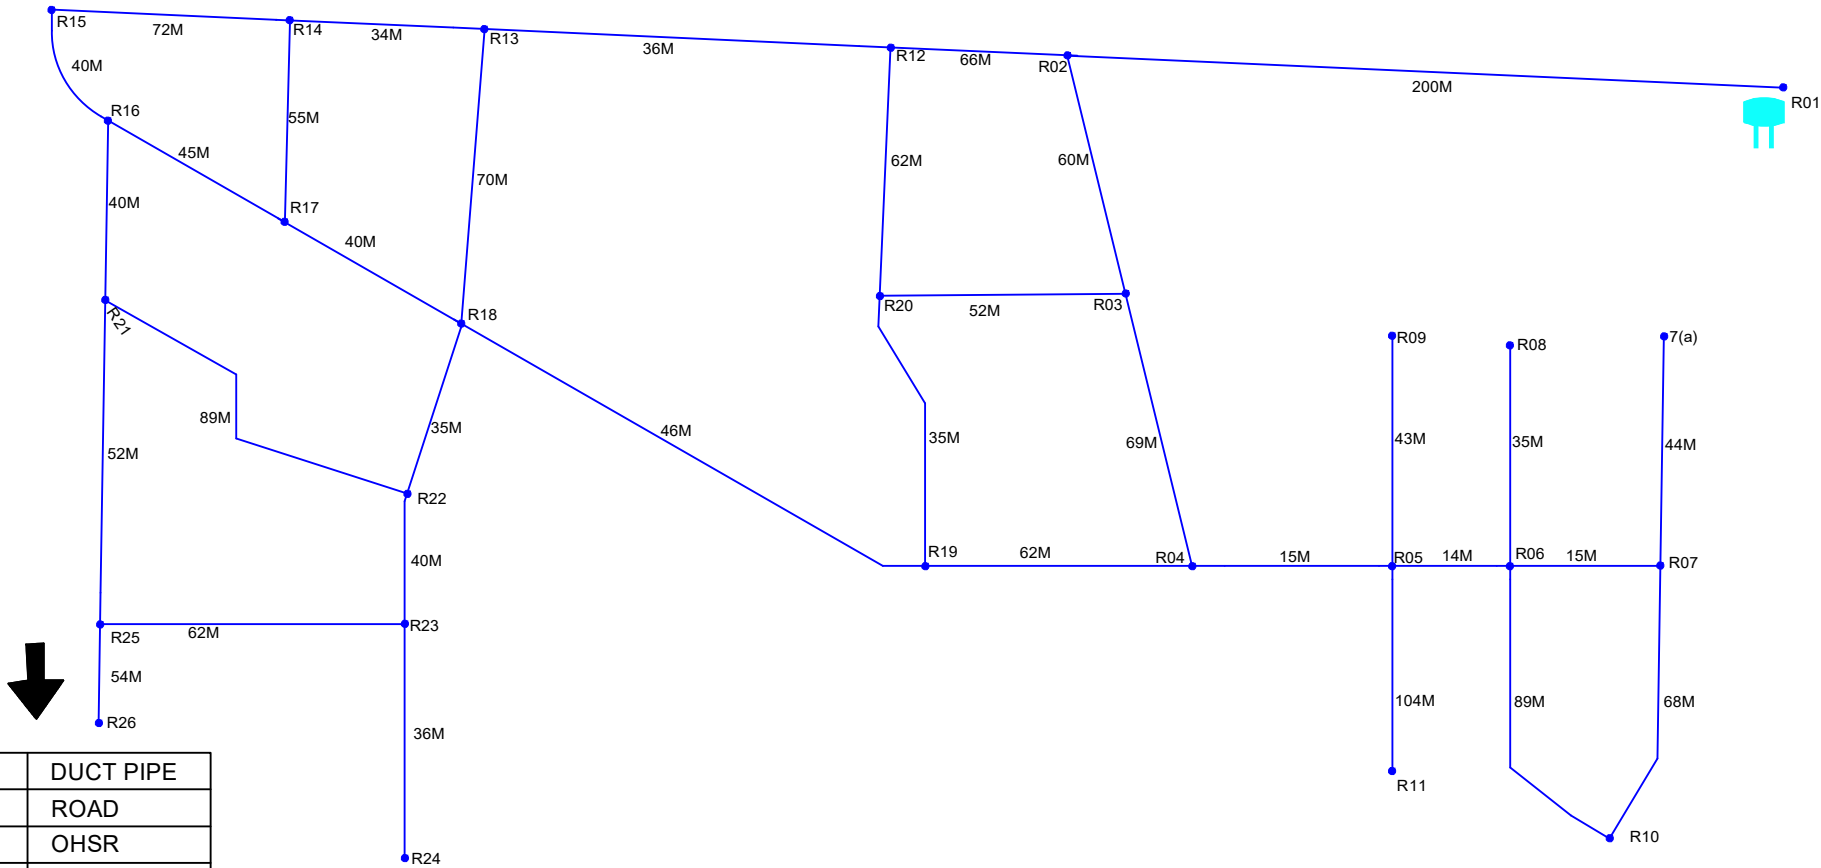 R15
72M
R14
34M
R13
36M
R12
66M
R02
200M
R01
40M
R16
55M
45M
70M
62M
60M
40M
R17
40M
R18
R20
52M
R03
R21
R09
R08
7(a)
89M
35M
46M
35M
69M
43M
35M
44M
52M
R22
R19
62M
R04
15M
R05
14M
R06
15M
R07
40M
R25
62M
R23
54M
R26
36M
104M
89M
68M
R11
R10
R24
DUCT PIPE
ROAD
OHSR